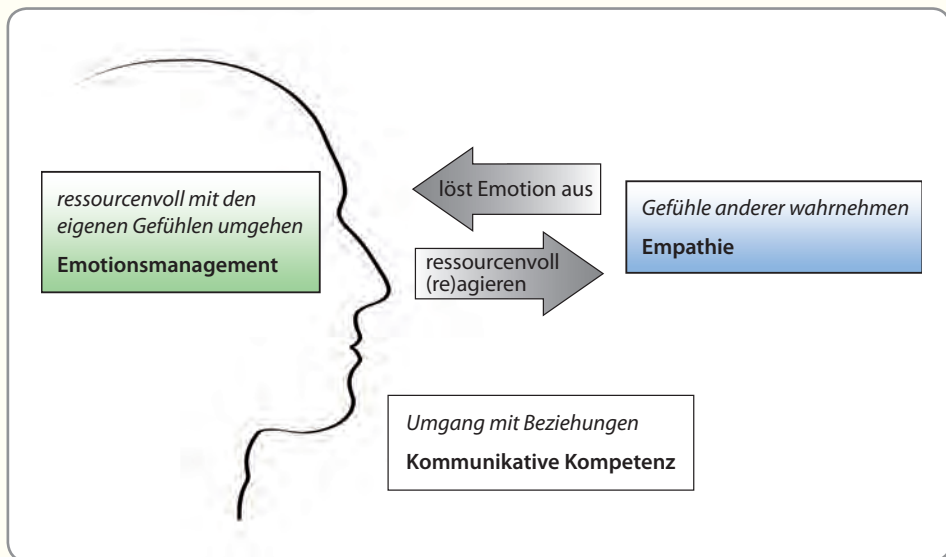 ressourcenvoll mit den
eigenen Gefühlen umgehen
Emotionsmanagement
löst Emotion aus
ressourcenvoll
(re)agieren
Gefühle anderer wahrnehmen
Empathie
Umgang mit Beziehungen
Kommunikative Kompetenz